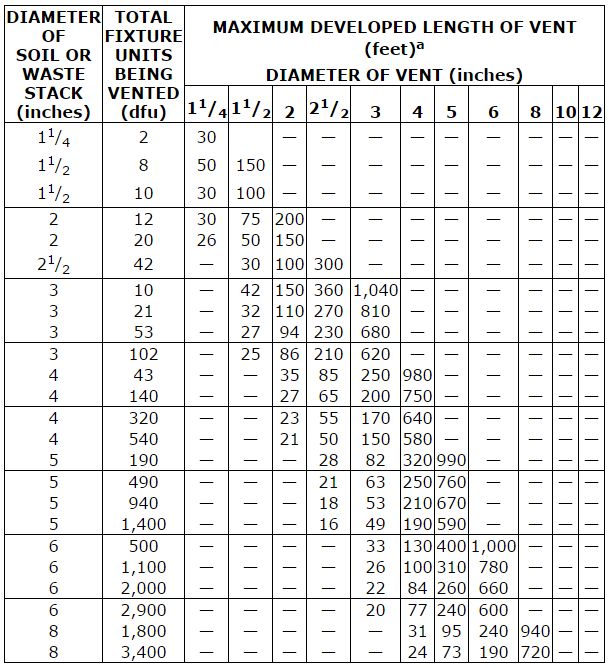 DIAMETER OF SOIL OR WASTE STACK (inches) TOTAL FIXTURE UNITS BEING VENTED (dfu) MAXIMUM DEVELOPED LENGTH OF VENT (feet)ᵃ
DIAMETER OF VENT (inches)
1¹/₄ 1¹/₂ 2 2¹/₂ 3 4 5 6 8 10 12
1¹/₄ 2 30 — — — — — — — — —
1¹/₂ 8 50 150 — — — — — — — — —
1¹/₂ 10 30 100 — — — — — — — — —
2 12 30 75 200 — — — — — — — —
2 20 26 50 150 — — — — — — — —
2¹/₂ 42 — 30 100 300 — — — — — — —
3 10 — 42 150 360 1,040 — — — — — —
3 21 — 32 110 270 810 — — — — — —
3 53 — 27 94 230 680 — — — — — —
3 102 — 25 86 210 620 — — — — — —
4 43 — — 35 85 250 980 — — — — —
4 140 — — 27 65 200 750 — — — — —
4 320 — — 23 55 170 640 — — — — —
4 540 — — 21 50 150 580 — — — — —
5 190 — — — 28 82 320 990 — — — —
5 490 — — — 21 63 250 760 — — — —
5 940 — — — 18 53 210 670 — — — —
5 1,400 — — — 16 49 190 590 — — — —
6 500 — — — — 33 130 400 1,000 — — —
6 1,100 — — — — 26 100 310 780 — — —
6 2,000 — — — — 22 84 260 660 — — —
6 2,900 — — — — 20 77 240 600 — — —
8 1,800 — — — — — 31 95 240 940 — —
8 3,400 — — — — — 24 73 190 720 — —